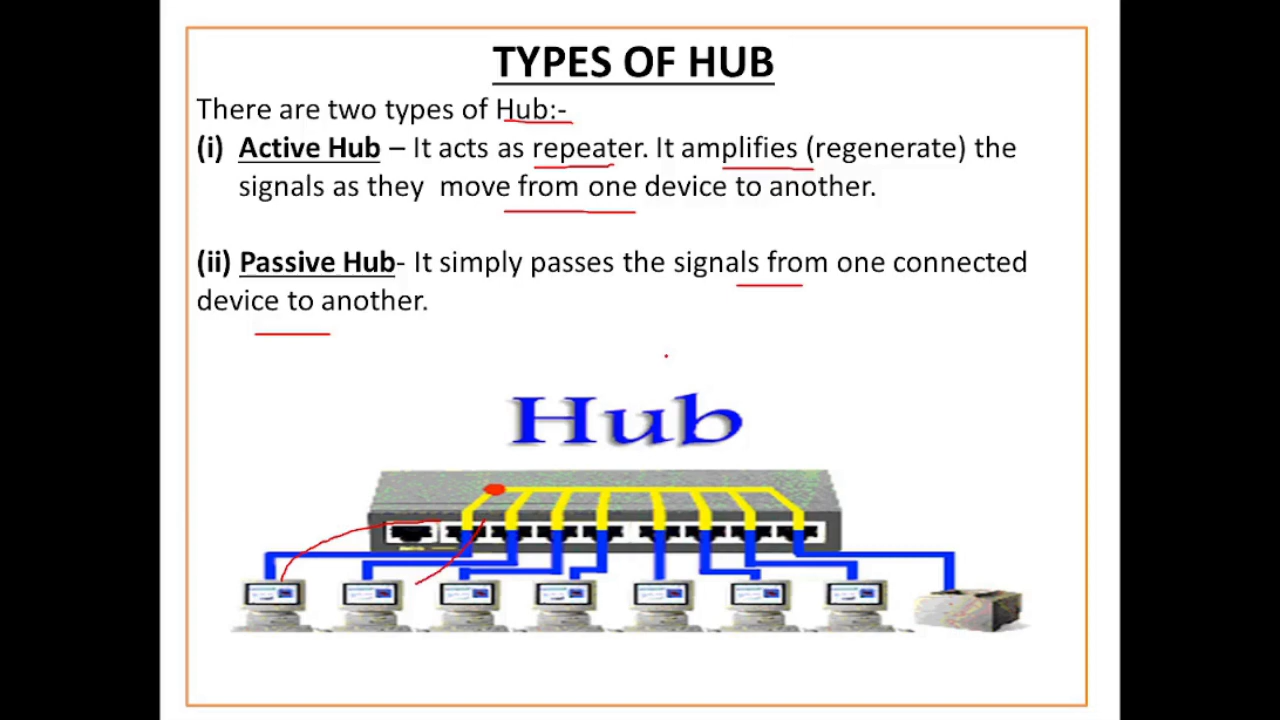 TYPES OF HUB
There are two types of Hub:-
(i) Active Hub – It acts as repeater. It amplifies (regenerate) the
signals as they move from one device to another.
(ii) Passive Hub- It simply passes the signals from one connected
device to another.
Hub